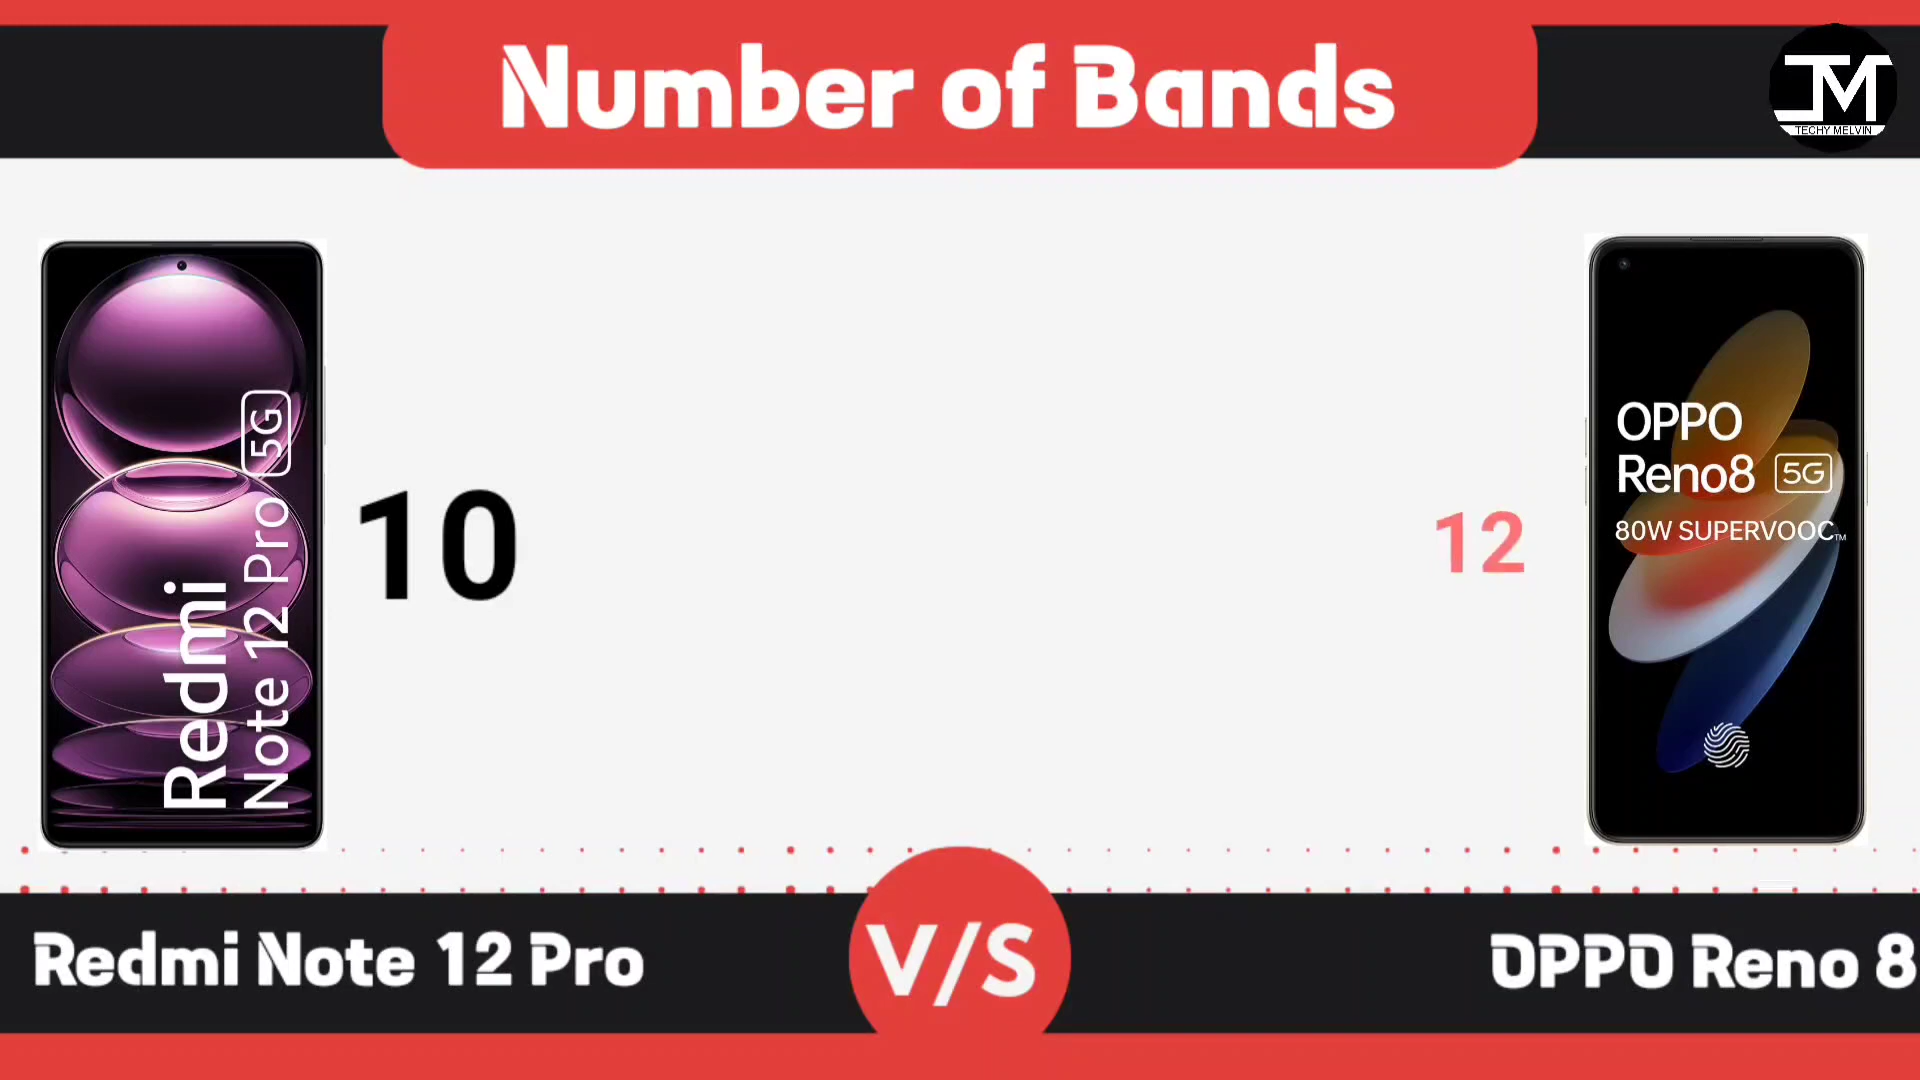 Number of Bands
JM
TECHY MELVIN
Redmi
Note 12 Pro 5G
10
12
OPPO
Reno8 5G
80W SUPERVOOC™
Redmi Note 12 Pro
V/S
OPPO Reno 8